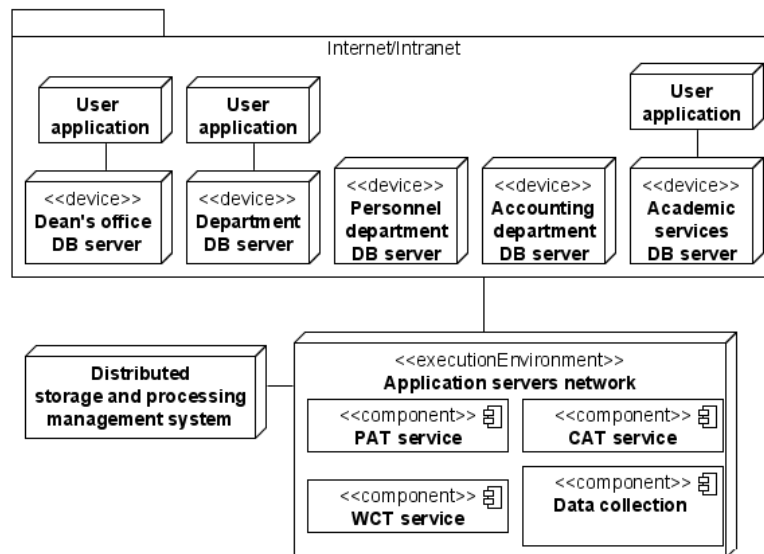 Internet/Intranet
User
application
User
application
User
application
<<device>>
Dean's office
DB server
<<device>>
Department
DB server
<<device>>
Personnel
department
DB server
<<device>>
Accounting
department
DB server
<<device>>
Academic
services
DB server
Distributed
storage and processing
management system
<<executionEnvironment>>
Application servers network
<<component>>
PAT service
<<component>>
CAT service
<<component>>
WCT service
<<component>>
Data collection